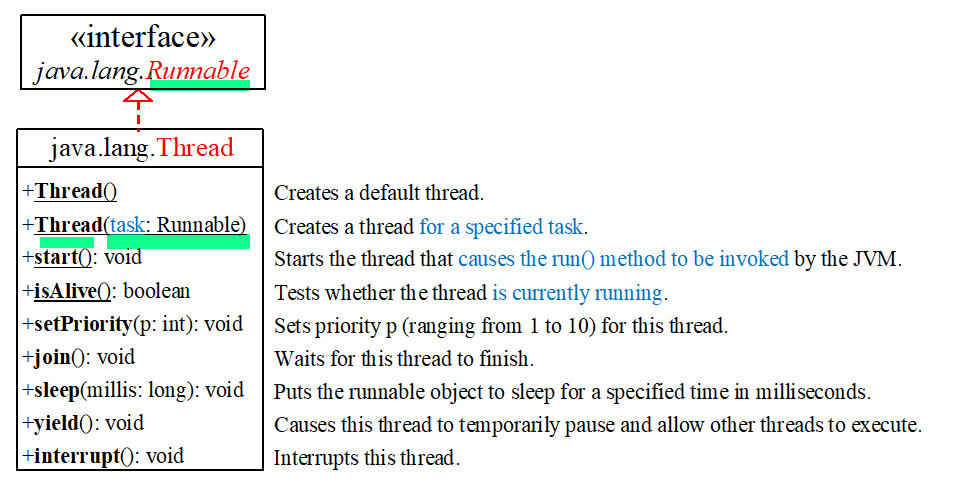 «interface»
java.lang.Runnable
java.lang.Thread
+Thread() Creates a default thread.
+Thread(task: Runnable) Creates a thread for a specified task.
+start(): void Starts the thread that causes the run() method to be invoked by the JVM.
+isAlive(): boolean Tests whether the thread is currently running.
+setPriority(p: int): void Sets priority p (ranging from 1 to 10) for this thread.
+join(): void Waits for this thread to finish.
+sleep(millis: long): void Puts the runnable object to sleep for a specified time in milliseconds.
+yield(): void Causes this thread to temporarily pause and allow other threads to execute.
+interrupt(): void Interrupts this thread.